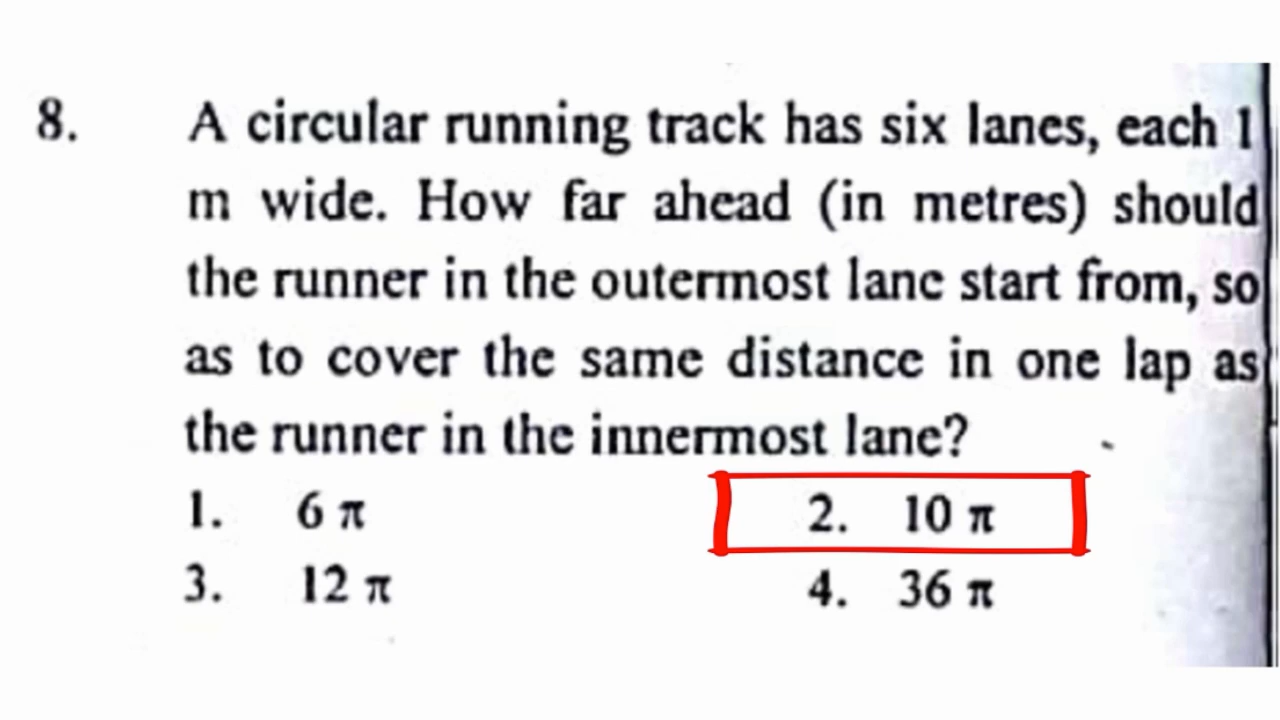 8. A circular running track has six lanes, each 1
m wide. How far ahead (in metres) should
the runner in the outermost lane start from, so
as to cover the same distance in one lap as
the runner in the innermost lane?
1. 6 π 2. 10 π
3. 12 π 4. 36 π